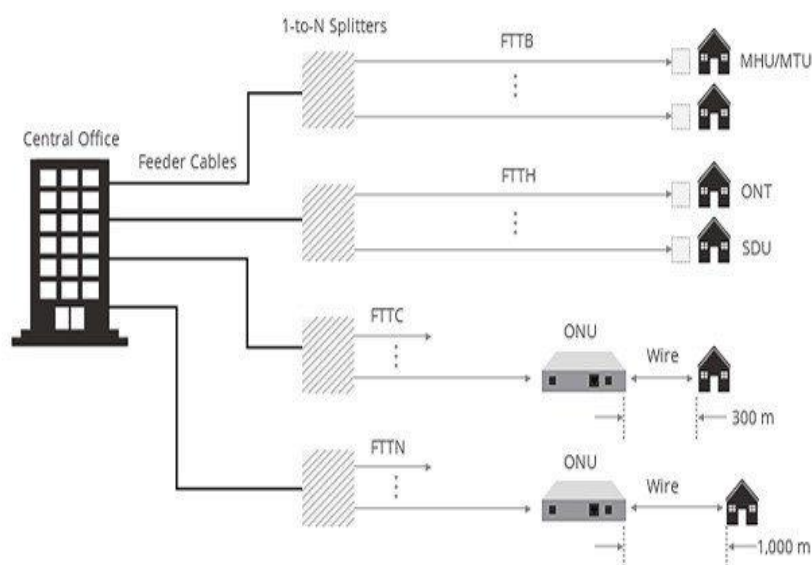 1-to-N Splitters
FTTB
MHU/MTU
Central Office
Feeder Cables
FTTH
ONT
SDU
FTTC
ONU
Wire
300 m
FTTN
ONU
Wire
1,000 m